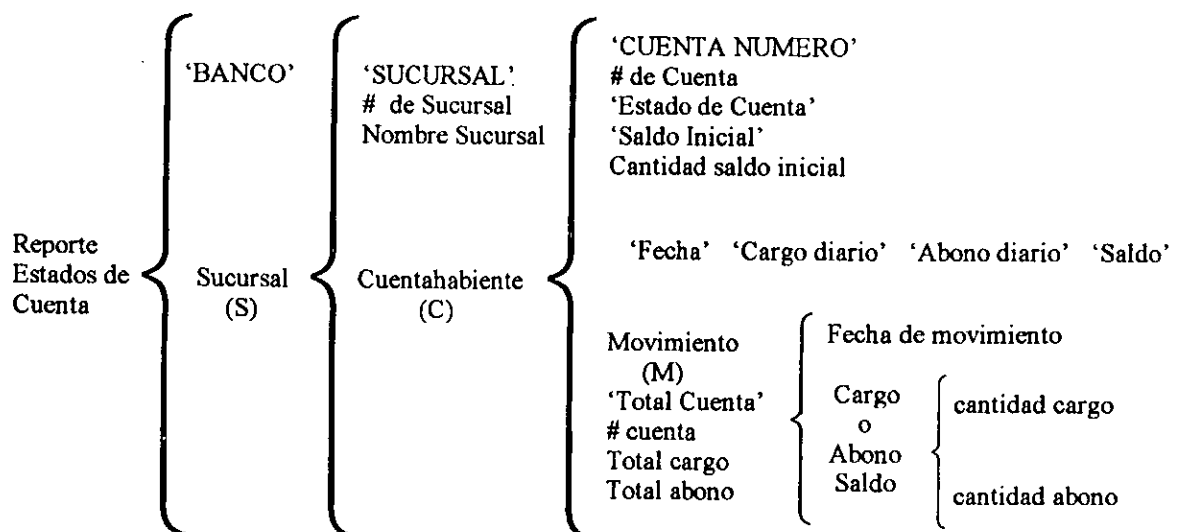 ‘BANCO’
‘SUCURSAL’.
# de Sucursal
Nombre Sucursal
‘CUENTA NUMERO’
# de Cuenta
‘Estado de Cuenta’
‘Saldo Inicial’
Cantidad saldo inicial
‘Fecha’ ‘Cargo diario’ ‘Abono diario’ ‘Saldo’
Reporte
Estados de
Cuenta
Sucursal
(S)
Cuentahabiente
(C)
Movimiento
(M)
‘Total Cuenta’
# cuenta
Total cargo
Total abono
Fecha de movimiento
Cargo
o
Abono
Saldo
cantidad cargo
cantidad abono